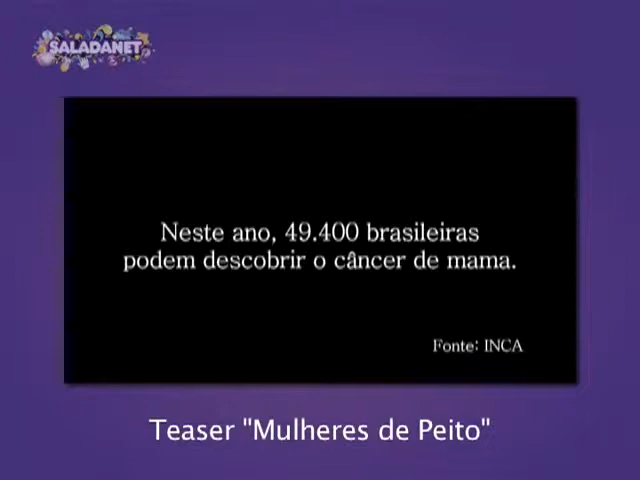 SALADANET
Neste ano, 49.400 brasileiras
podem descobrir o câncer de mama.
Fonte: INCA
Teaser "Mulheres de Peito"